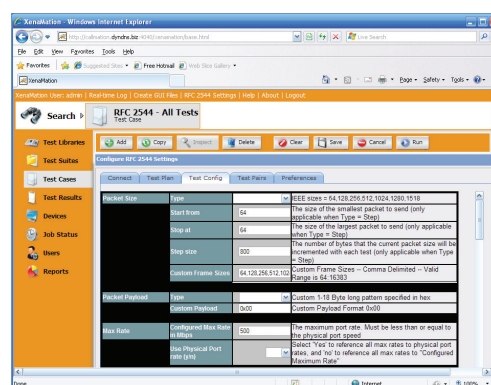 XenaMation - Windows Internet Explorer
http://callmation.dyndns.biz:4040/xenamation/base.html
Live Search
File Edit View Favorites Tools Help
Favorites Suggested Sites Free Hotmail Web Slice Gallery
XenaMation
Page Safety Tools
XenaMation User: admin | Real-time Log | Create GUI Files | RFC 2544 Settings | Help | About | Logout
Search
RFC 2544 - All Tests
Test Case
Test Libraries
Test Suites
Test Cases
Test Results
Devices
Job Status
Users
Reports
Add Copy Inspect Delete Clear Save Cancel Run
Configure RFC 2544 Settings
Connect Test Plan Test Config Test Pairs Preferences
Packet Size Type IEEE sizes = 64,128,256,512,1024,1280,1518
Start from 64 The size of the smallest packet to send (only
applicable when Type = Step)
Stop at 64 The size of the largest packet to send (only applicable
when Type = Step)
Step size 800 The number of bytes that the current packet size will be
incremented with each test (only applicable when Type
= Step)
Custom Frame Sizes 64,128,256,512,102 Custom Frame Sizes -- Comma Delimited -- Valid
Range is 64:16383
Packet Payload Type Custom 1-18 Byte long pattern specified in hex
Custom Payload 0x00 Custom Payload Format 0x00
Max Rate Configured Max Rate
in Mbps 500 The maximum port rate. Must be less than or equal to
the physical port speed
Use Physical Port
rate (y/n) Select 'Yes' to reference all max rates to physical port
rates, and 'no' to reference all max rates to "Configured
Maximum Rate"
Done Internet 100%